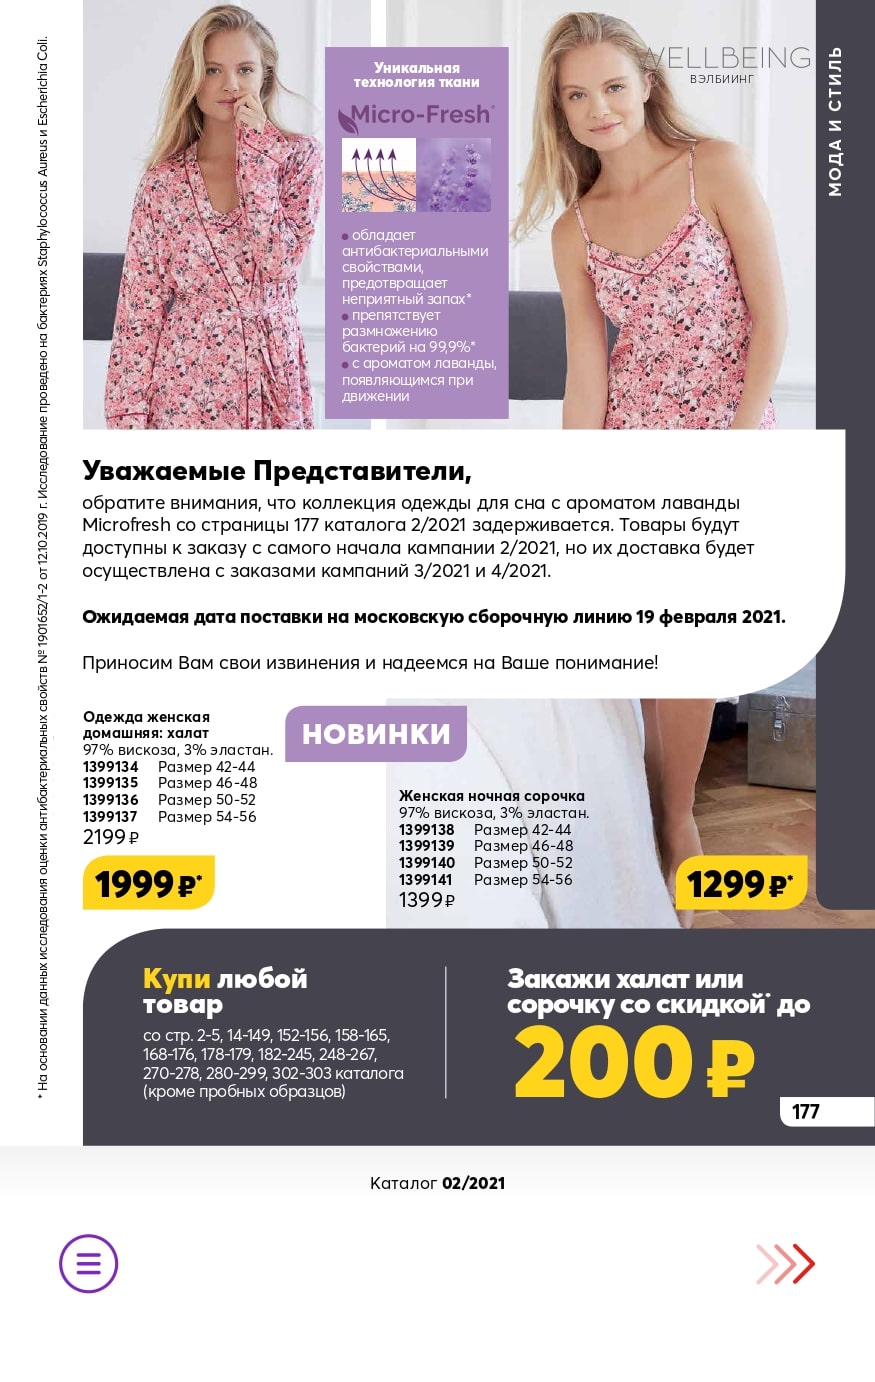 * На основании данных исследования оценки антибактериальных свойств № 1901652/1-2 от 12.10.2019 г. Исследование проведено на бактериях Staphylococcus Aureus и Escherichia Coli.
Уникальная
технология ткани
Micro-Fresh®
• обладает
антибактериальными
свойствами,
предотвращает
неприятный запах*
• препятствует
размножению
бактерий на 99,9%*
• с ароматом лаванды,
появляющимся при
движении
WELLBEING
ВЭЛБИИНГ
МОДА И СТИЛЬ
Уважаемые Представители,
обратите внимания, что коллекция одежды для сна с ароматом лаванды
Microfresh со страницы 177 каталога 2/2021 задерживается. Товары будут
доступны к заказу с самого начала кампании 2/2021, но их доставка будет
осуществлена с заказами кампаний 3/2021 и 4/2021.
Ожидаемая дата поставки на московскую сборочную линию 19 февраля 2021.
Приносим Вам свои извинения и надеемся на Ваше понимание!
Одежда женская
домашняя: халат
97% вискоза, 3% эластан.
1399134 Размер 42-44
1399135 Размер 46-48
1399136 Размер 50-52
1399137 Размер 54-56
2199 ₽
1999 ₽*
НОВИНКИ
Женская ночная сорочка
97% вискоза, 3% эластан.
1399138 Размер 42-44
1399139 Размер 46-48
1399140 Размер 50-52
1399141 Размер 54-56
1399 ₽
1299 ₽*
Купи любой
товар
со стр. 2-5, 14-149, 152-156, 158-165,
168-176, 178-179, 182-245, 248-267,
270-278, 280-299, 302-303 каталога
(кроме пробных образцов)
Закажи халат или
сорочку со скидкой* до
200 ₽
177
Каталог 02/2021